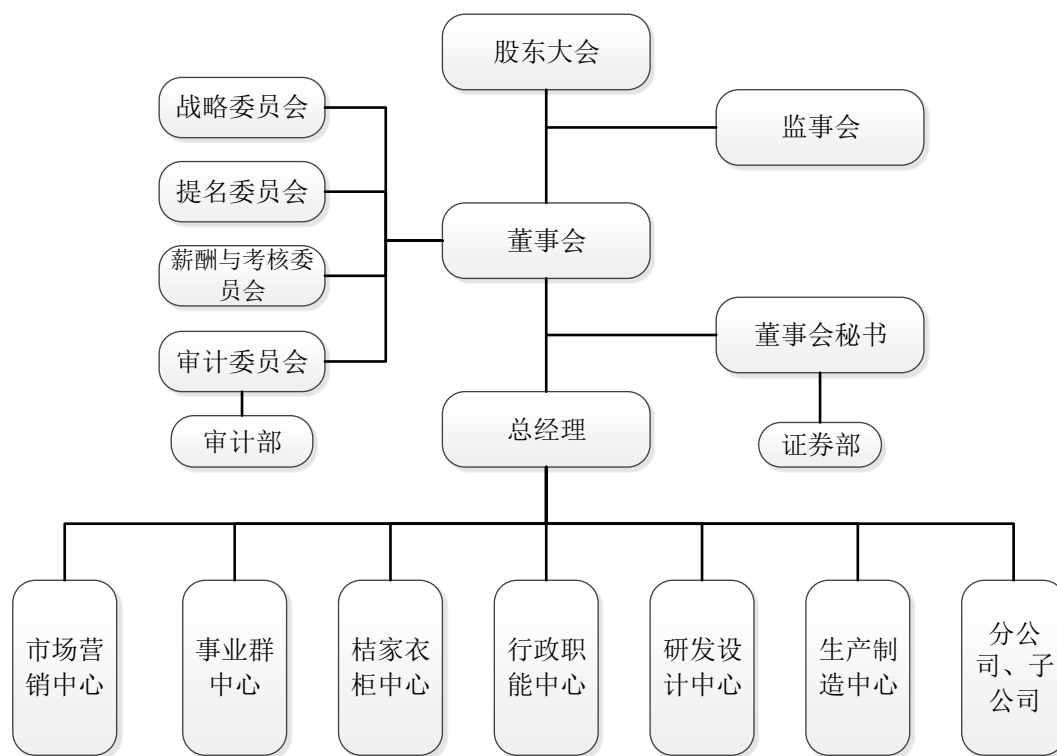 股东大会
战略委员会
监事会
提名委员会
董事会
薪酬与考核委
员会
董事会秘书
审计委员会
总经理
审计部
证券部
市场营
销中心
事业群
中心
桔家衣
柜中心
行政职
能中心
研发设
计中心
生产制
造中心
分公
司、子
公司